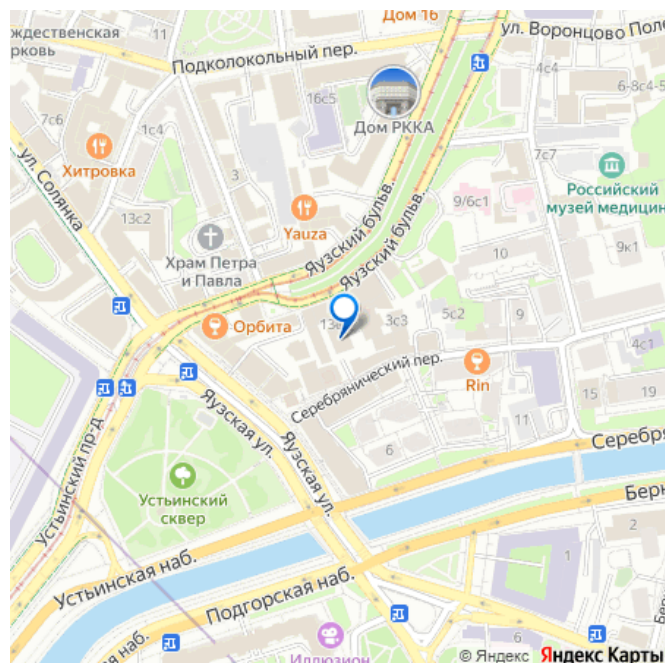 Дом 16
11
13
ул. Воронцово Пол
ждественская
рковь
Подколокольный пер.
4с4
6-8с4-5
16с5
7с6
Дом РККА
1с4
Хитровка
3
7с7
Российский
музей медицин
ул. Солянка
13с2
9/6с1
Yauza
Яузский бульв.
Яузский бульв.
Храм Петра
и Павла
10
9к1
Орбита
3с3
5с2
9
4с1
Серебрянический пер.
Rin
15
19
11
Яузская ул.
Яузская ул.
6
Серебря
Устьинский пр-д
Устьинский
сквер
Берн
2
1
Устьинская наб.
Подгорская наб.
ая наб.
Иллюзион
6
© Яндекс Яндекс Карты